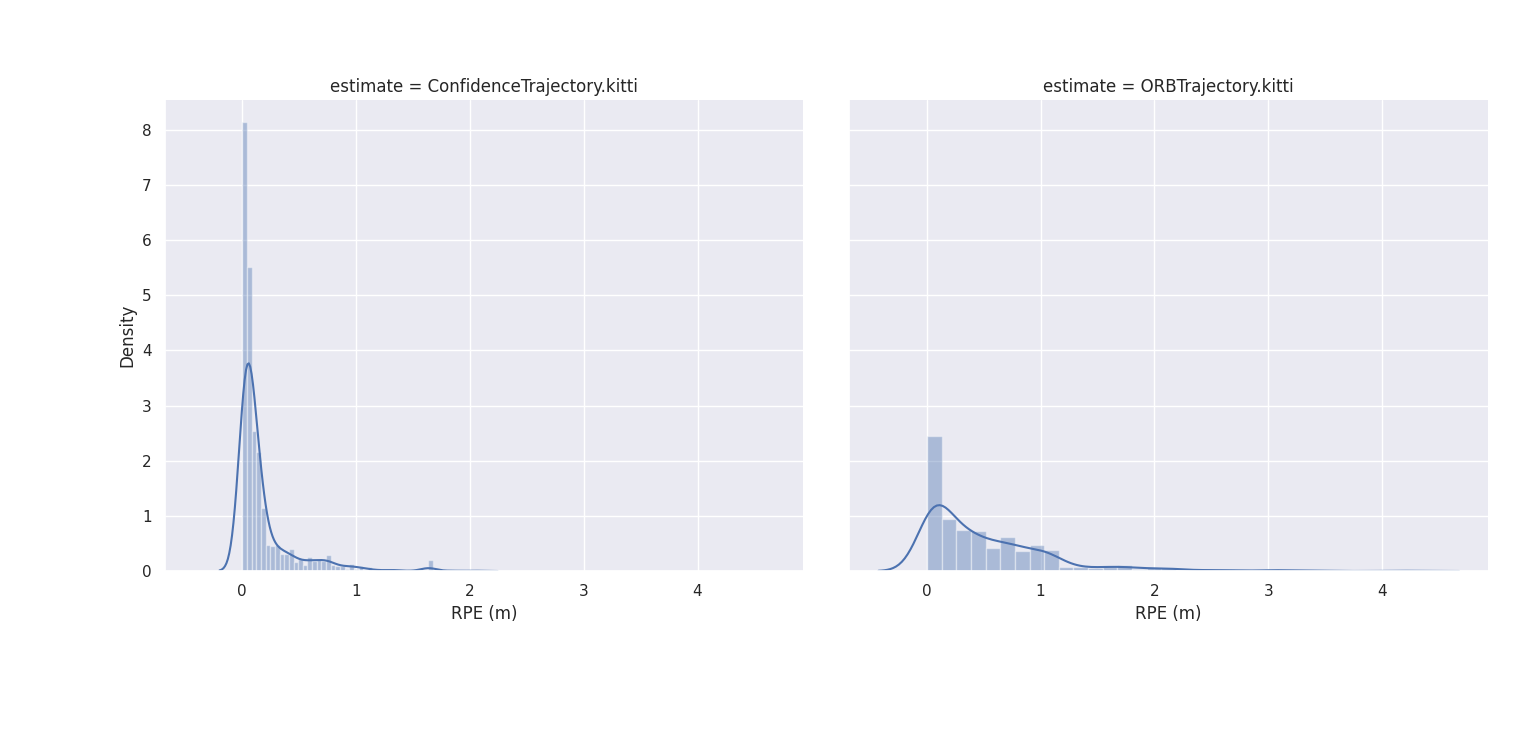 estimate = ConfidenceTrajectory.kitti
estimate = ORBTrajectory.kitti
8
7
6
5
4
3
2
1
0
Density
0 1 2 3 4
0 1 2 3 4
RPE (m)
RPE (m)